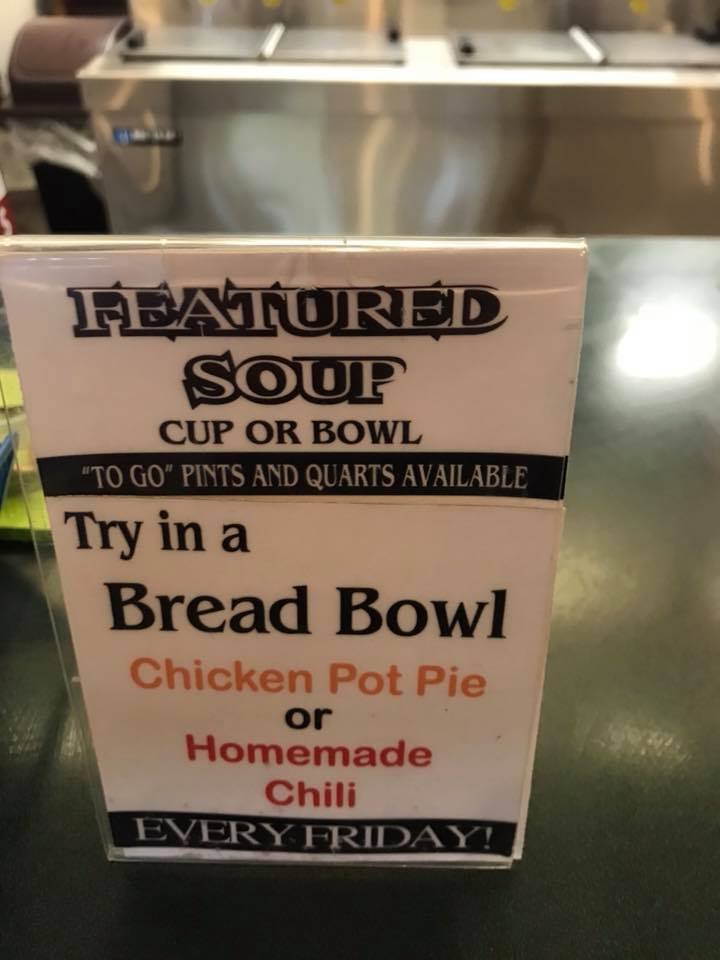 FEATURED
SOUP
CUP OR BOWL
"TO GO" PINTS AND QUARTS AVAILABLE
Try in a
Bread Bowl
Chicken Pot Pie
or
Homemade
Chili
EVERY FRIDAY!